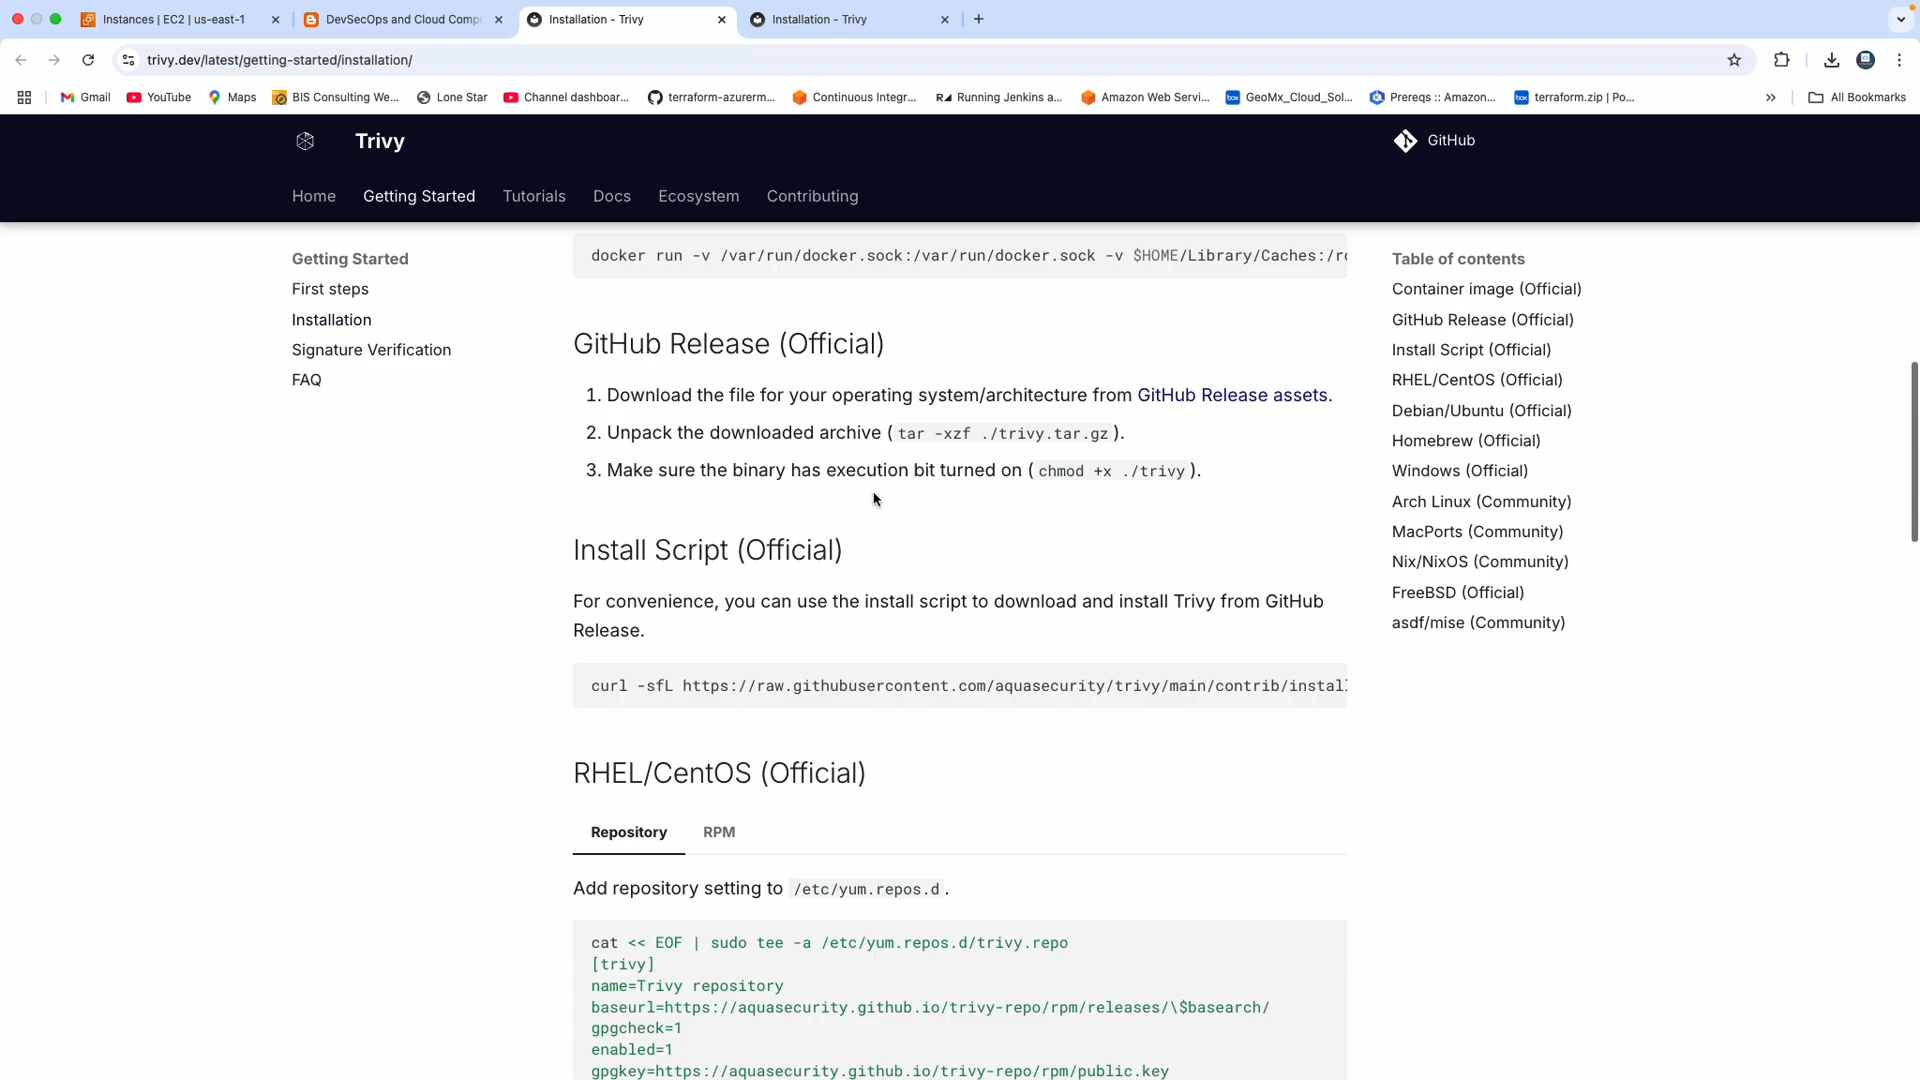 Instances | EC2 | us-east-1
DevSecOps and Cloud Comp
Installation - Trivy
Installation - Trivy
trivy.dev/latest/getting-started/installation/
Gmail
YouTube
Maps
BIS Consulting We...
Lone Star
Channel dashboar...
terraform-azurerm...
Continuous Integr...
Running Jenkins a...
Amazon Web Servi...
GeoMx_Cloud_Sol...
Prereqs :: Amazon...
terraform.zip | Po...
»
All Bookmarks
Trivy
GitHub
Home
Getting Started
Tutorials
Docs
Ecosystem
Contributing
Getting Started
First steps
Installation
Signature Verification
FAQ
docker run -v /var/run/docker.sock:/var/run/docker.sock -v $HOME/Library/Caches:/ro
GitHub Release (Official)
1. Download the file for your operating system/architecture from GitHub Release assets.
2. Unpack the downloaded archive ( tar -xzf ./trivy.tar.gz ).
3. Make sure the binary has execution bit turned on ( chmod +x ./trivy ).
Install Script (Official)
For convenience, you can use the install script to download and install Trivy from GitHub
Release.
curl -sfL https://raw.githubusercontent.com/aquasecurity/trivy/main/contrib/install
RHEL/CentOS (Official)
Repository
RPM
Add repository setting to /etc/yum.repos.d .
cat << EOF | sudo tee -a /etc/yum.repos.d/trivy.repo
[trivy]
name=Trivy repository
baseurl=https://aquasecurity.github.io/trivy-repo/rpm/releases/\$basearch/
gpgcheck=1
enabled=1
gpgkey=https://aquasecurity.github.io/trivy-repo/rpm/public.key
Table of contents
Container image (Official)
GitHub Release (Official)
Install Script (Official)
RHEL/CentOS (Official)
Debian/Ubuntu (Official)
Homebrew (Official)
Windows (Official)
Arch Linux (Community)
MacPorts (Community)
Nix/NixOS (Community)
FreeBSD (Official)
asdf/mise (Community)